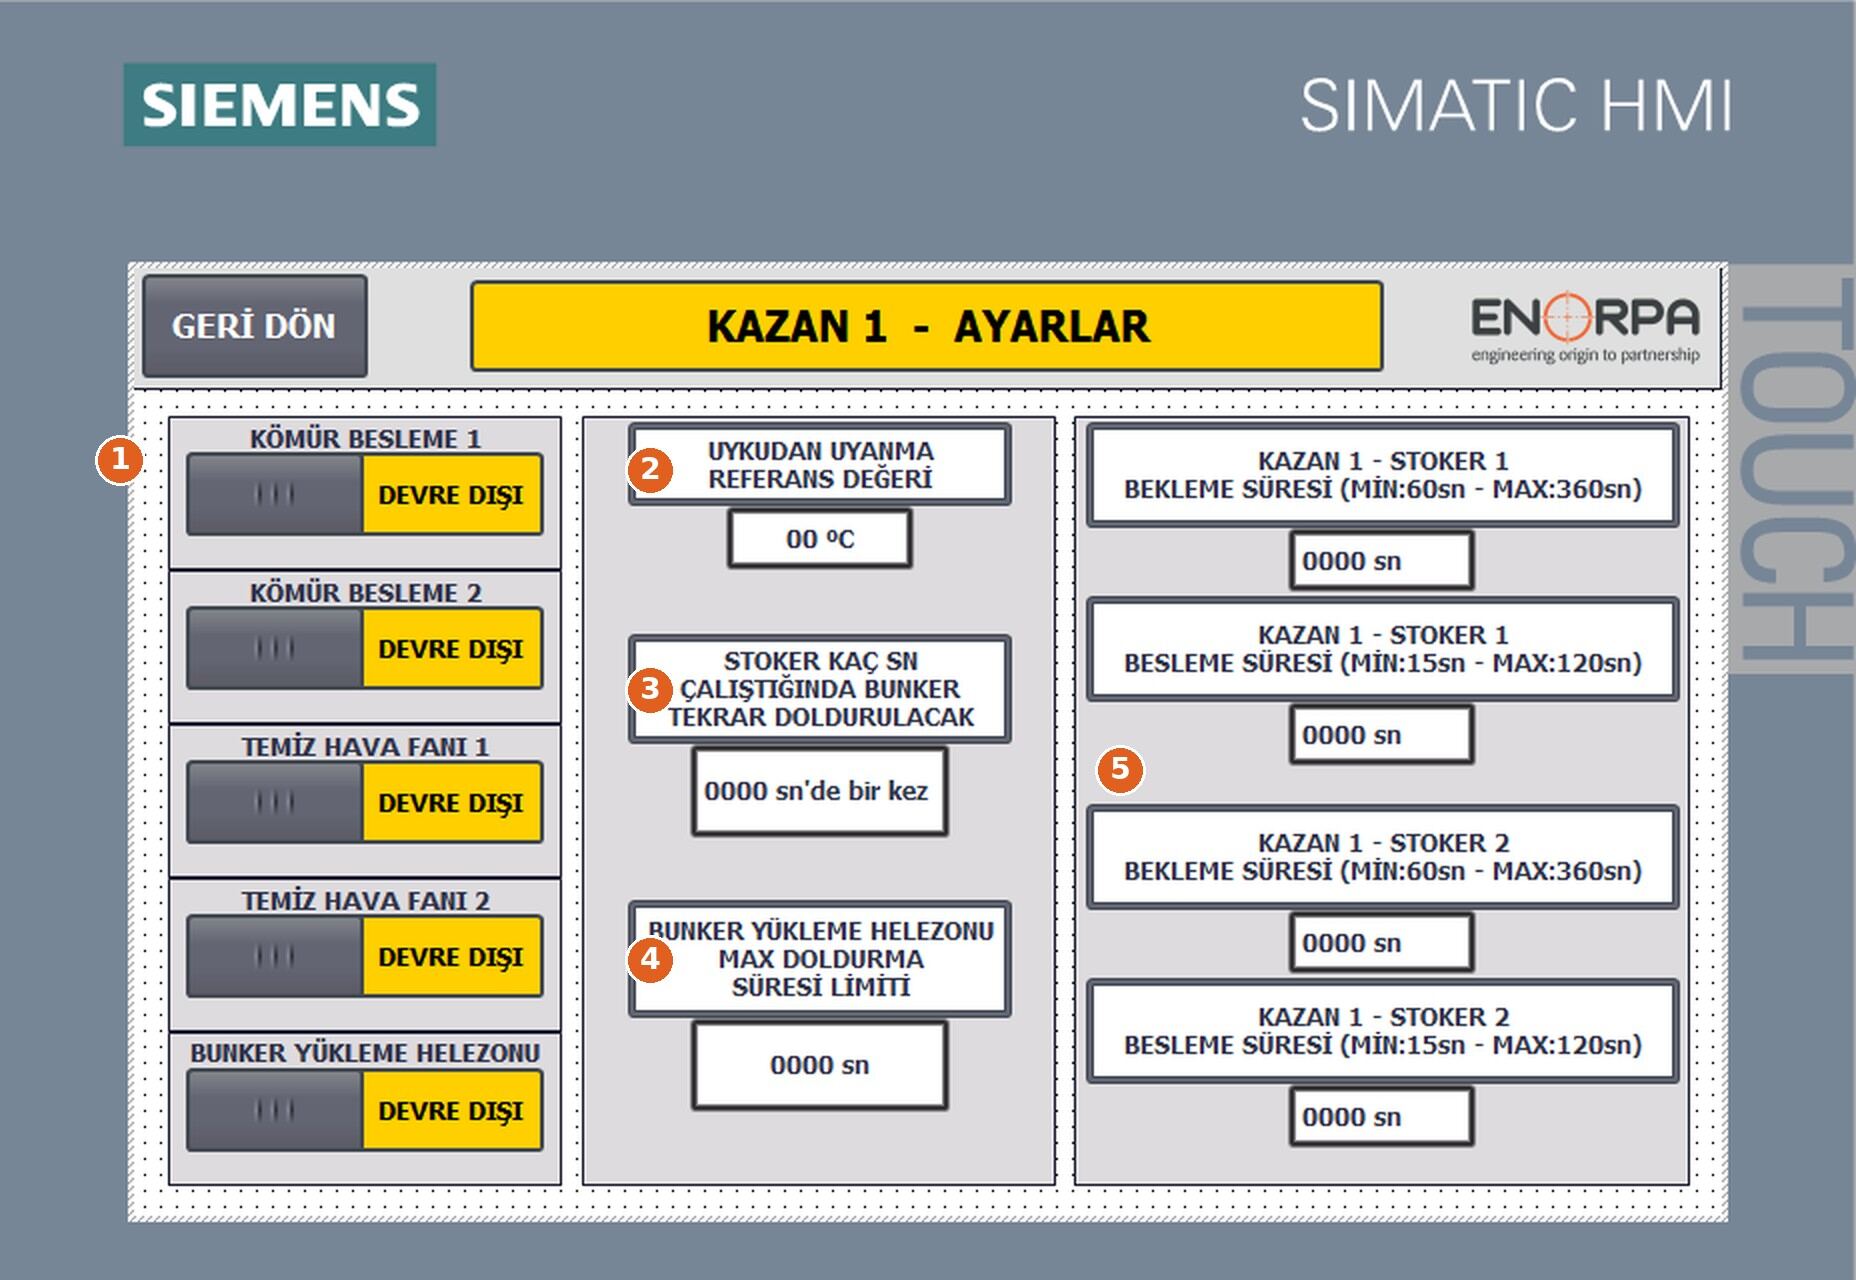 SIEMENS
SIMATIC HMI
TOUCH
GERİ DÖN
KAZAN 1 - AYARLAR
ENORPA
engineering origin to partnership
1
KÖMÜR BESLEME 1
DEVRE DIŞI
KÖMÜR BESLEME 2
DEVRE DIŞI
TEMİZ HAVA FANI 1
DEVRE DIŞI
TEMİZ HAVA FANI 2
DEVRE DIŞI
BUNKER YÜKLEME HELEZONU
DEVRE DIŞI
2
UYKUDAN UYANMA
REFERANS DEĞERİ
00 ºC
3
STOKER KAÇ SN
ÇALIŞTIĞINDA BUNKER
TEKRAR DOLDURULACAK
0000 sn'de bir kez
4
BUNKER YÜKLEME HELEZONU
MAX DOLDURMA
SÜRESİ LİMİTİ
0000 sn
5
KAZAN 1 - STOKER 1
BEKLEME SÜRESİ (MİN:60sn - MAX:360sn)
0000 sn
KAZAN 1 - STOKER 1
BESLEME SÜRESİ (MİN:15sn - MAX:120sn)
0000 sn
KAZAN 1 - STOKER 2
BEKLEME SÜRESİ (MİN:60sn - MAX:360sn)
0000 sn
KAZAN 1 - STOKER 2
BESLEME SÜRESİ (MİN:15sn - MAX:120sn)
0000 sn